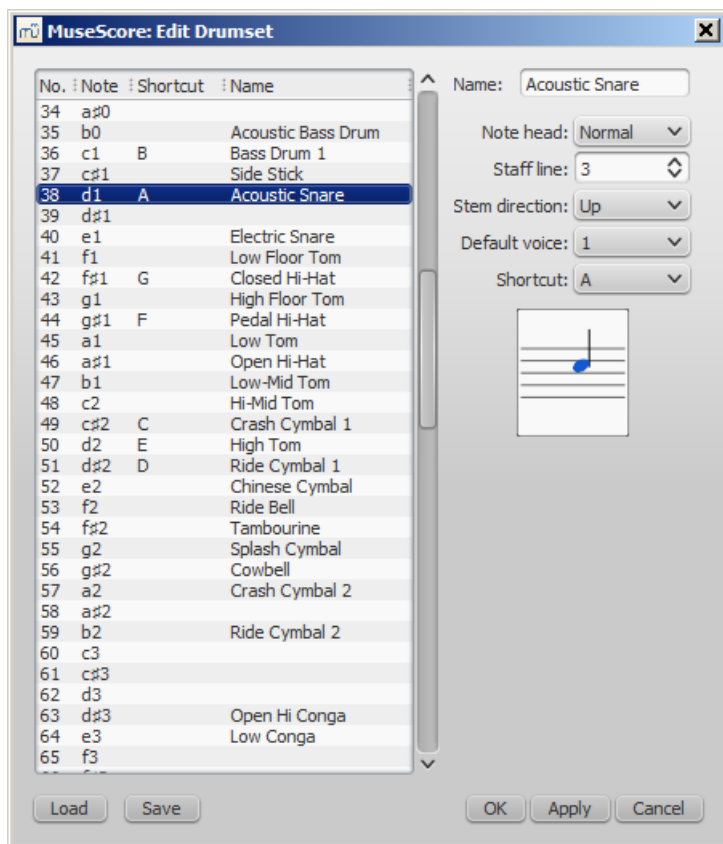 mü MuseScore: Edit Drumset
No. Note Shortcut Name
34 a♯0
35 b0 Acoustic Bass Drum
36 c1 B Bass Drum 1
37 c♯1 Side Stick
38 d1 A Acoustic Snare
39 d♯1
40 e1 Electric Snare
41 f1 Low Floor Tom
42 f♯1 G Closed Hi-Hat
43 g1 High Floor Tom
44 g♯1 F Pedal Hi-Hat
45 a1 Low Tom
46 a♯1 Open Hi-Hat
47 b1 Low-Mid Tom
48 c2 Hi-Mid Tom
49 c♯2 C Crash Cymbal 1
50 d2 E High Tom
51 d♯2 D Ride Cymbal 1
52 e2 Chinese Cymbal
53 f2 Ride Bell
54 f♯2 Tambourine
55 g2 Splash Cymbal
56 g♯2 Cowbell
57 a2 Crash Cymbal 2
58 a♯2
59 b2 Ride Cymbal 2
60 c3
61 c♯3
62 d3
63 d♯3 Open Hi Conga
64 e3 Low Conga
65 f3
Name: Acoustic Snare
Note head: Normal
Staff line: 3
Stem direction: Up
Default voice: 1
Shortcut: A
Load Save OK Apply Cancel